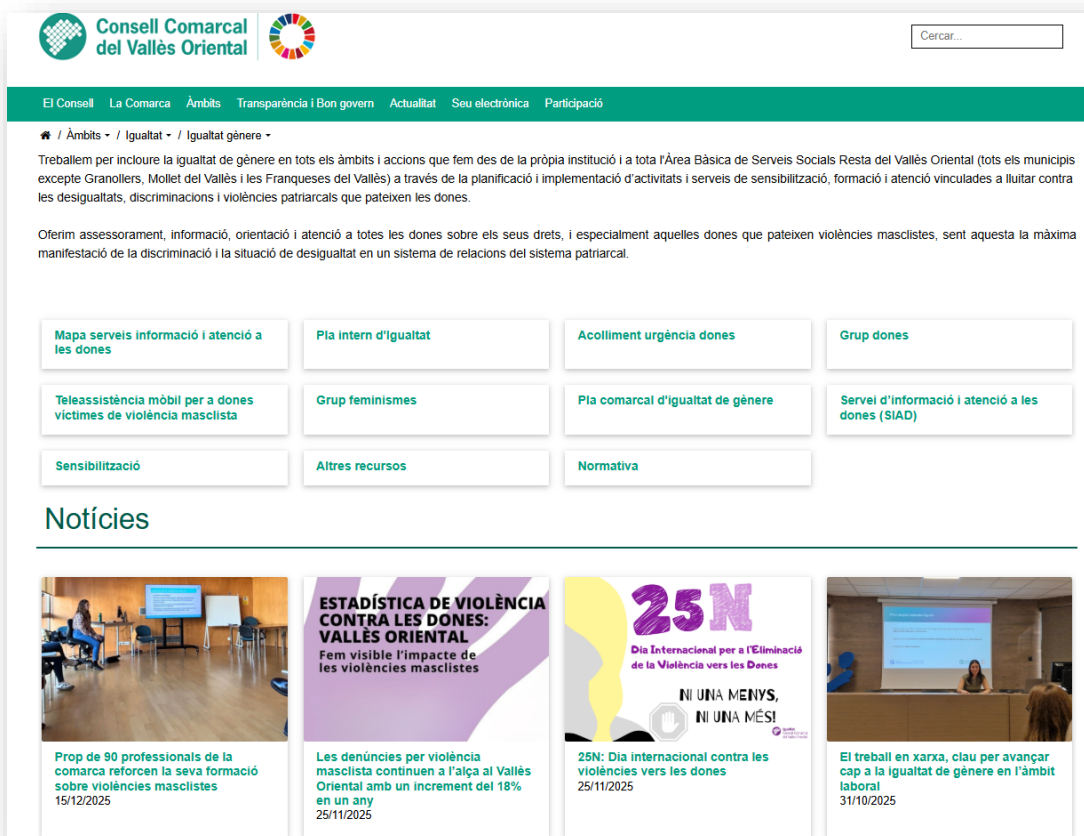 Consell Comarcal
del Vallès Oriental
Cercar...
El Consell La Comarca Àmbits Transparència i Bon govern Actualitat Seu electrònica Participació
/ Àmbits / Igualtat / Igualtat gènere
Treballem per incloure la igualtat de gènere en tots els àmbits i accions que fem des de la pròpia institució i a tota l'Àrea Bàsica de Serveis Socials Resta del Vallès Oriental (tots els municipis
excepte Granollers, Mollet del Vallès i les Franqueses del Vallès) a través de la planificació i implementació d'activitats i serveis de sensibilització, formació i atenció vinculades a lluitar contra
les desigualtats, discriminacions i violències patriarcals que pateixen les dones.
Oferim assessorament, informació, orientació i atenció a totes les dones sobre els seus drets, i especialment aquelles dones que pateixen violències masclistes, sent aquesta la màxima
manifestació de la discriminació i la situació de desigualtat en un sistema de relacions del sistema patriarcal.
Mapa serveis informació i atenció a
les dones
Pla intern d'Igualtat
Acolliment urgència dones
Grup dones
Teleassistència mòbil per a dones
víctimes de violència masclista
Grup feminismes
Pla comarcal d'igualtat de gènere
Servei d'informació i atenció a les
dones (SIAD)
Sensibilització
Altres recursos
Normativa
Notícies
ESTADÍSTICA DE VIOLÈNCIA
CONTRA LES DONES:
VALLÈS ORIENTAL
Fem visible l'impacte de
les violències masclistes
25N
Dia Internacional per a l'Eliminació
de la Violència vers les Dones
NI UNA MENYS,
NI UNA MÉS!
Prop de 90 professionals de la
comarca reforcen la seva formació
sobre violències masclistes
15/12/2025
Les denúncies per violència
masclista continuen a l'alça al Vallès
Oriental amb un increment del 18%
en un any
25/11/2025
25N: Dia internacional contra les
violències vers les dones
25/11/2025
El treball en xarxa, clau per avançar
cap a la igualtat de gènere en l'àmbit
laboral
31/10/2025